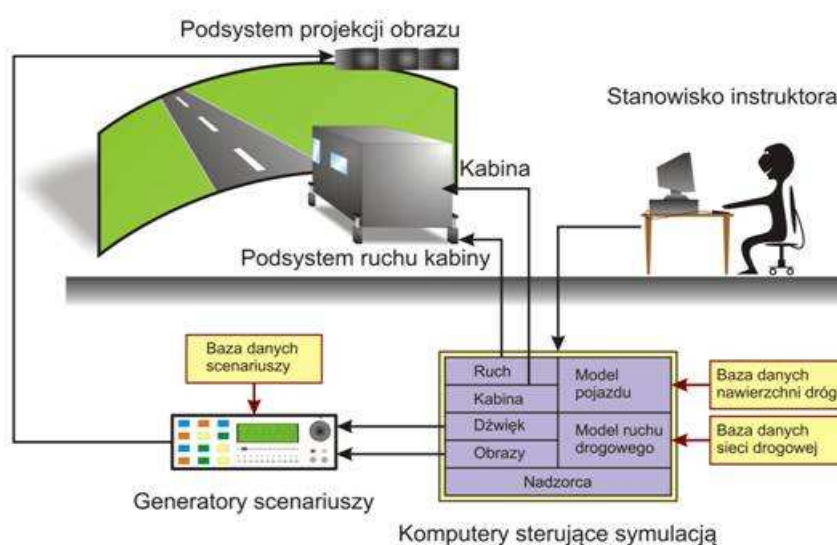 Podsystem projekcji obrazu
Stanowisko instruktora
Kabina
Podsystem ruchu kabiny
Baza danych
scenariuszy
Ruch
Kabina
Dźwięk
Obrazy
Model
pojazdu
Model ruchu
drogowego
Nadzorca
Baza danych
nawierzchni dróg
Baza danych
sieci drogowej
Generatory scenariuszy
Komputery sterujące symulacją